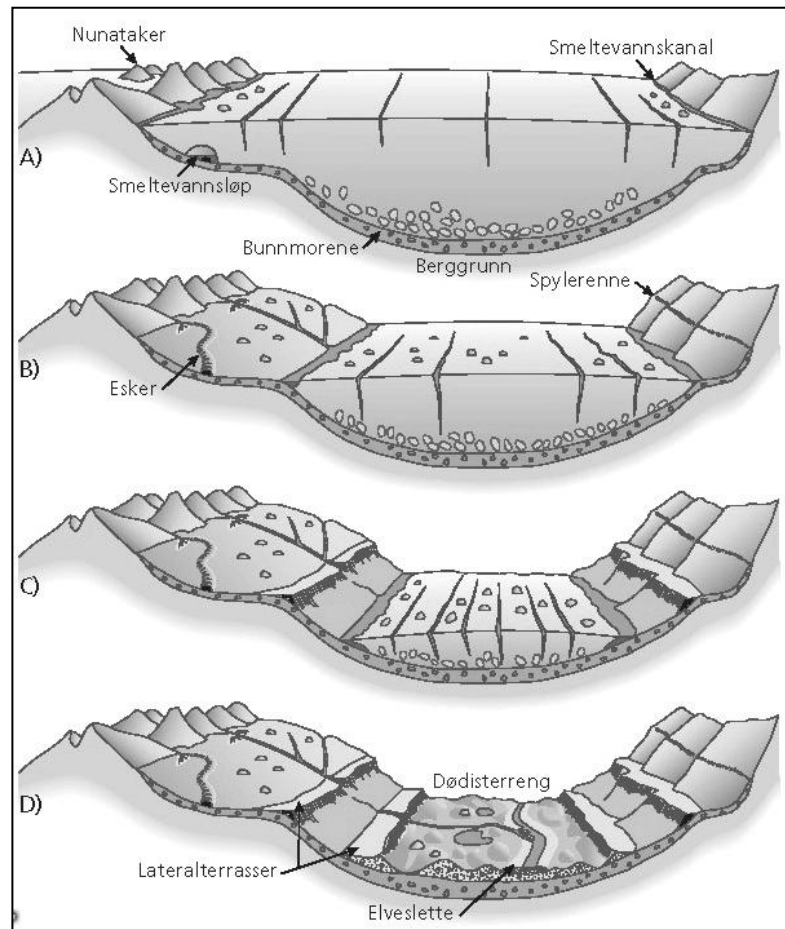 Nunataker
Smeltevannskanal
A)
Smeltevannsløp
Bunnmorene
Berggrunn
Spylerenne
B)
Esker
C)
Dødisterreng
D)
Lateralterrasser
Elveslette